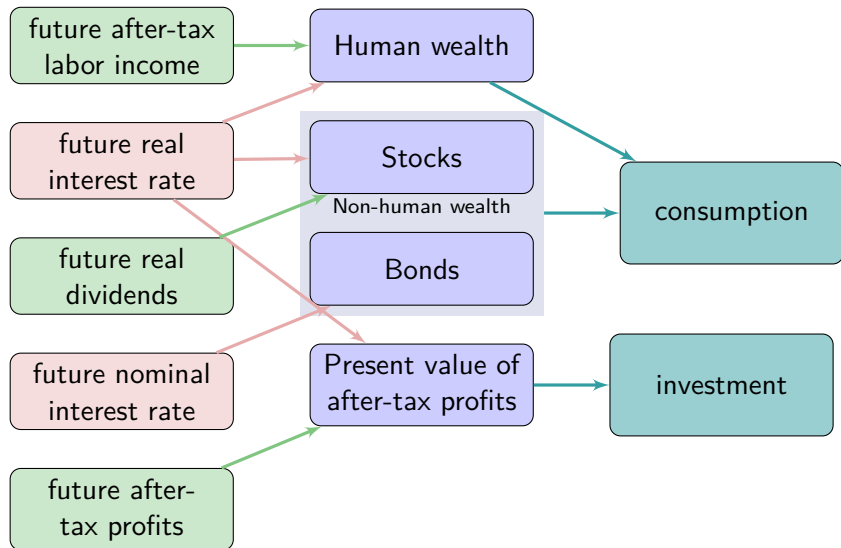 future after-tax
labor income
Human wealth
future real
interest rate
Stocks
Non-human wealth
consumption
future real
dividends
Bonds
future nominal
interest rate
Present value of
after-tax profits
investment
future after-
tax profits